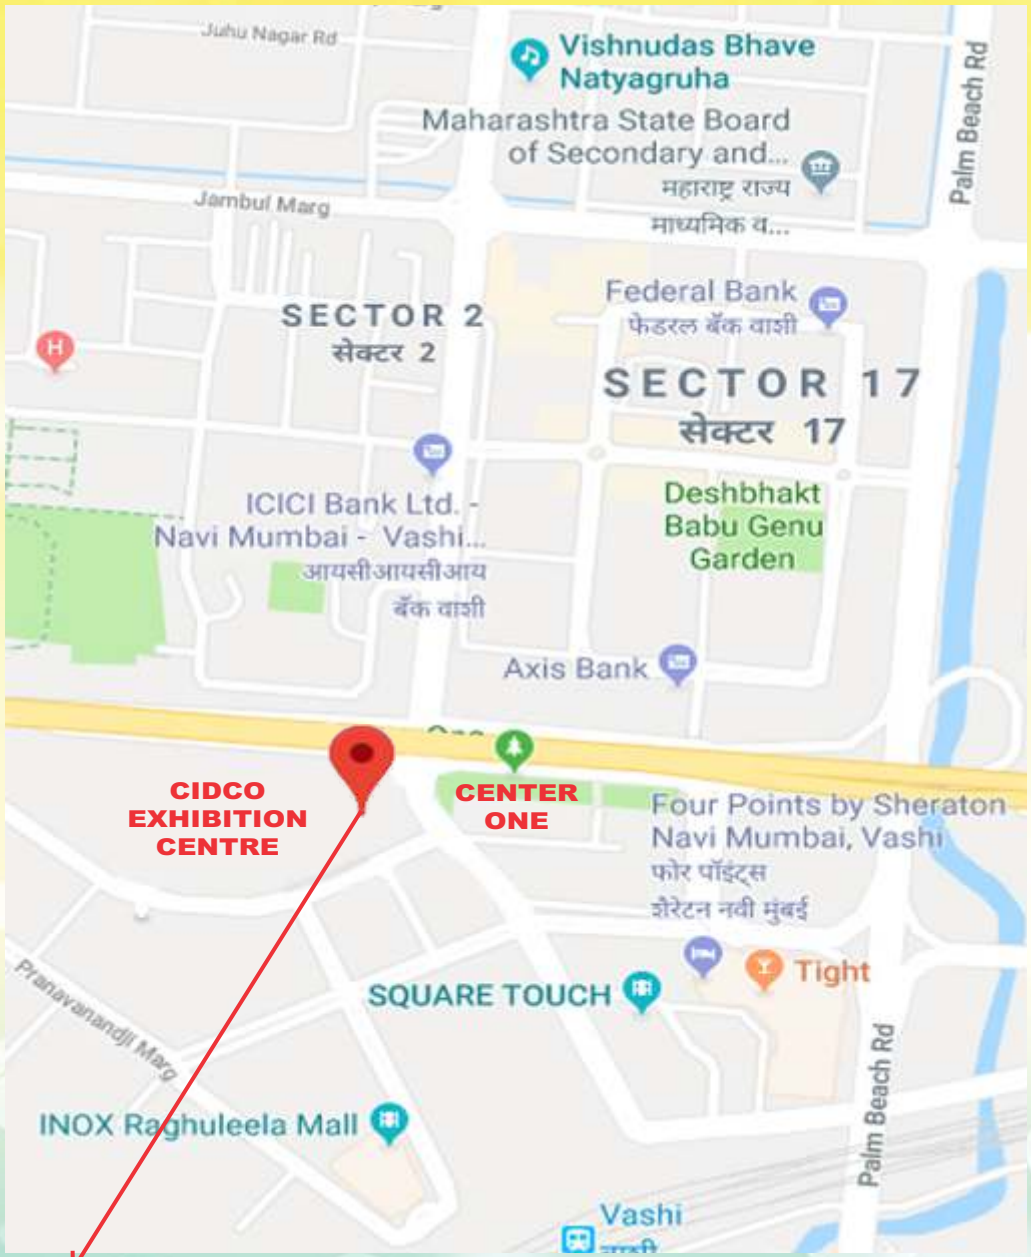 Juhu Nagar Rd
Vishnudas Bhave
Natyagruha
Palm Beach Rd
Maharashtra State Board
of Secondary and...
महाराष्ट्र राज्य
माध्यमिक व...
Jambul Marg
Federal Bank
फेडरल बँक वाशी
SECTOR 2
सेक्टर 2
H
SECTOR 17
सेक्टर 17
ICICI Bank Ltd. -
Navi Mumbai - Vashi...
आयसीआयसीआय
बँक वाशी
Deshbhakt
Babu Genu
Garden
Axis Bank
CIDCO
EXHIBITION
CENTRE
CENTER
ONE
Four Points by Sheraton
Navi Mumbai, Vashi
फोर पॉइंट्स
शेरेटन नवी मुंबई
Tight
SQUARE TOUCH
Pranavanandji Marg
Palm Beach Rd
INOX Raghuleela Mall
Vashi
वाशी